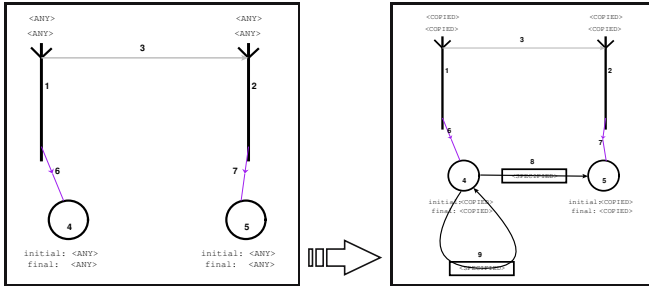 <ANY> <ANY>
<ANY> <ANY>
3
1 2
6 7
4 5
initial: <ANY> initial: <ANY>
final: <ANY> final: <ANY>
<COPIED> <COPIED>
<COPIED> <COPIED>
3
1 2
6 7
8
<SPECIFIED>
4 5
initial:<COPIED> initial:<COPIED>
final: <COPIED> final: <COPIED>
9
<SPECIFIED>